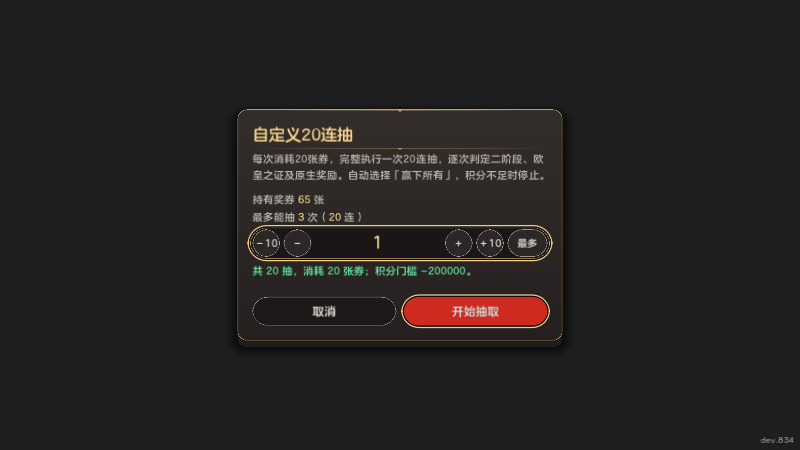 自定义20连抽
每次消耗20张券，完整执行一次20连抽，逐次判定二阶段、欧
皇之证及原生奖励。自动选择「赢下所有」，积分不足时停止。
持有奖券 65 张
最多能抽 3 次（20 连）
−10 − 1 + +10 最多
共 20 抽，消耗 20 张券；积分门槛 −200000。
取消 开始抽取
dev.834